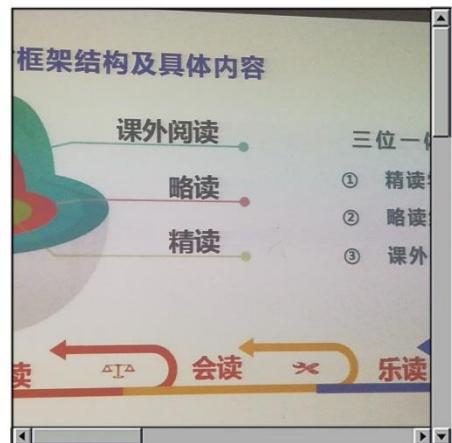 框架结构及具体内容
课外阅读
三位一
略读
① 精读
② 略读
精读
③ 课外
读 会读 乐读